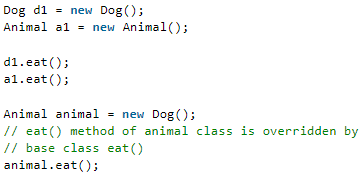 Dog d1 = new Dog();
Animal a1 = new Animal();
d1.eat();
a1.eat();
Animal animal = new Dog();
// eat() method of animal class is overridden by
// base class eat()
animal.eat();